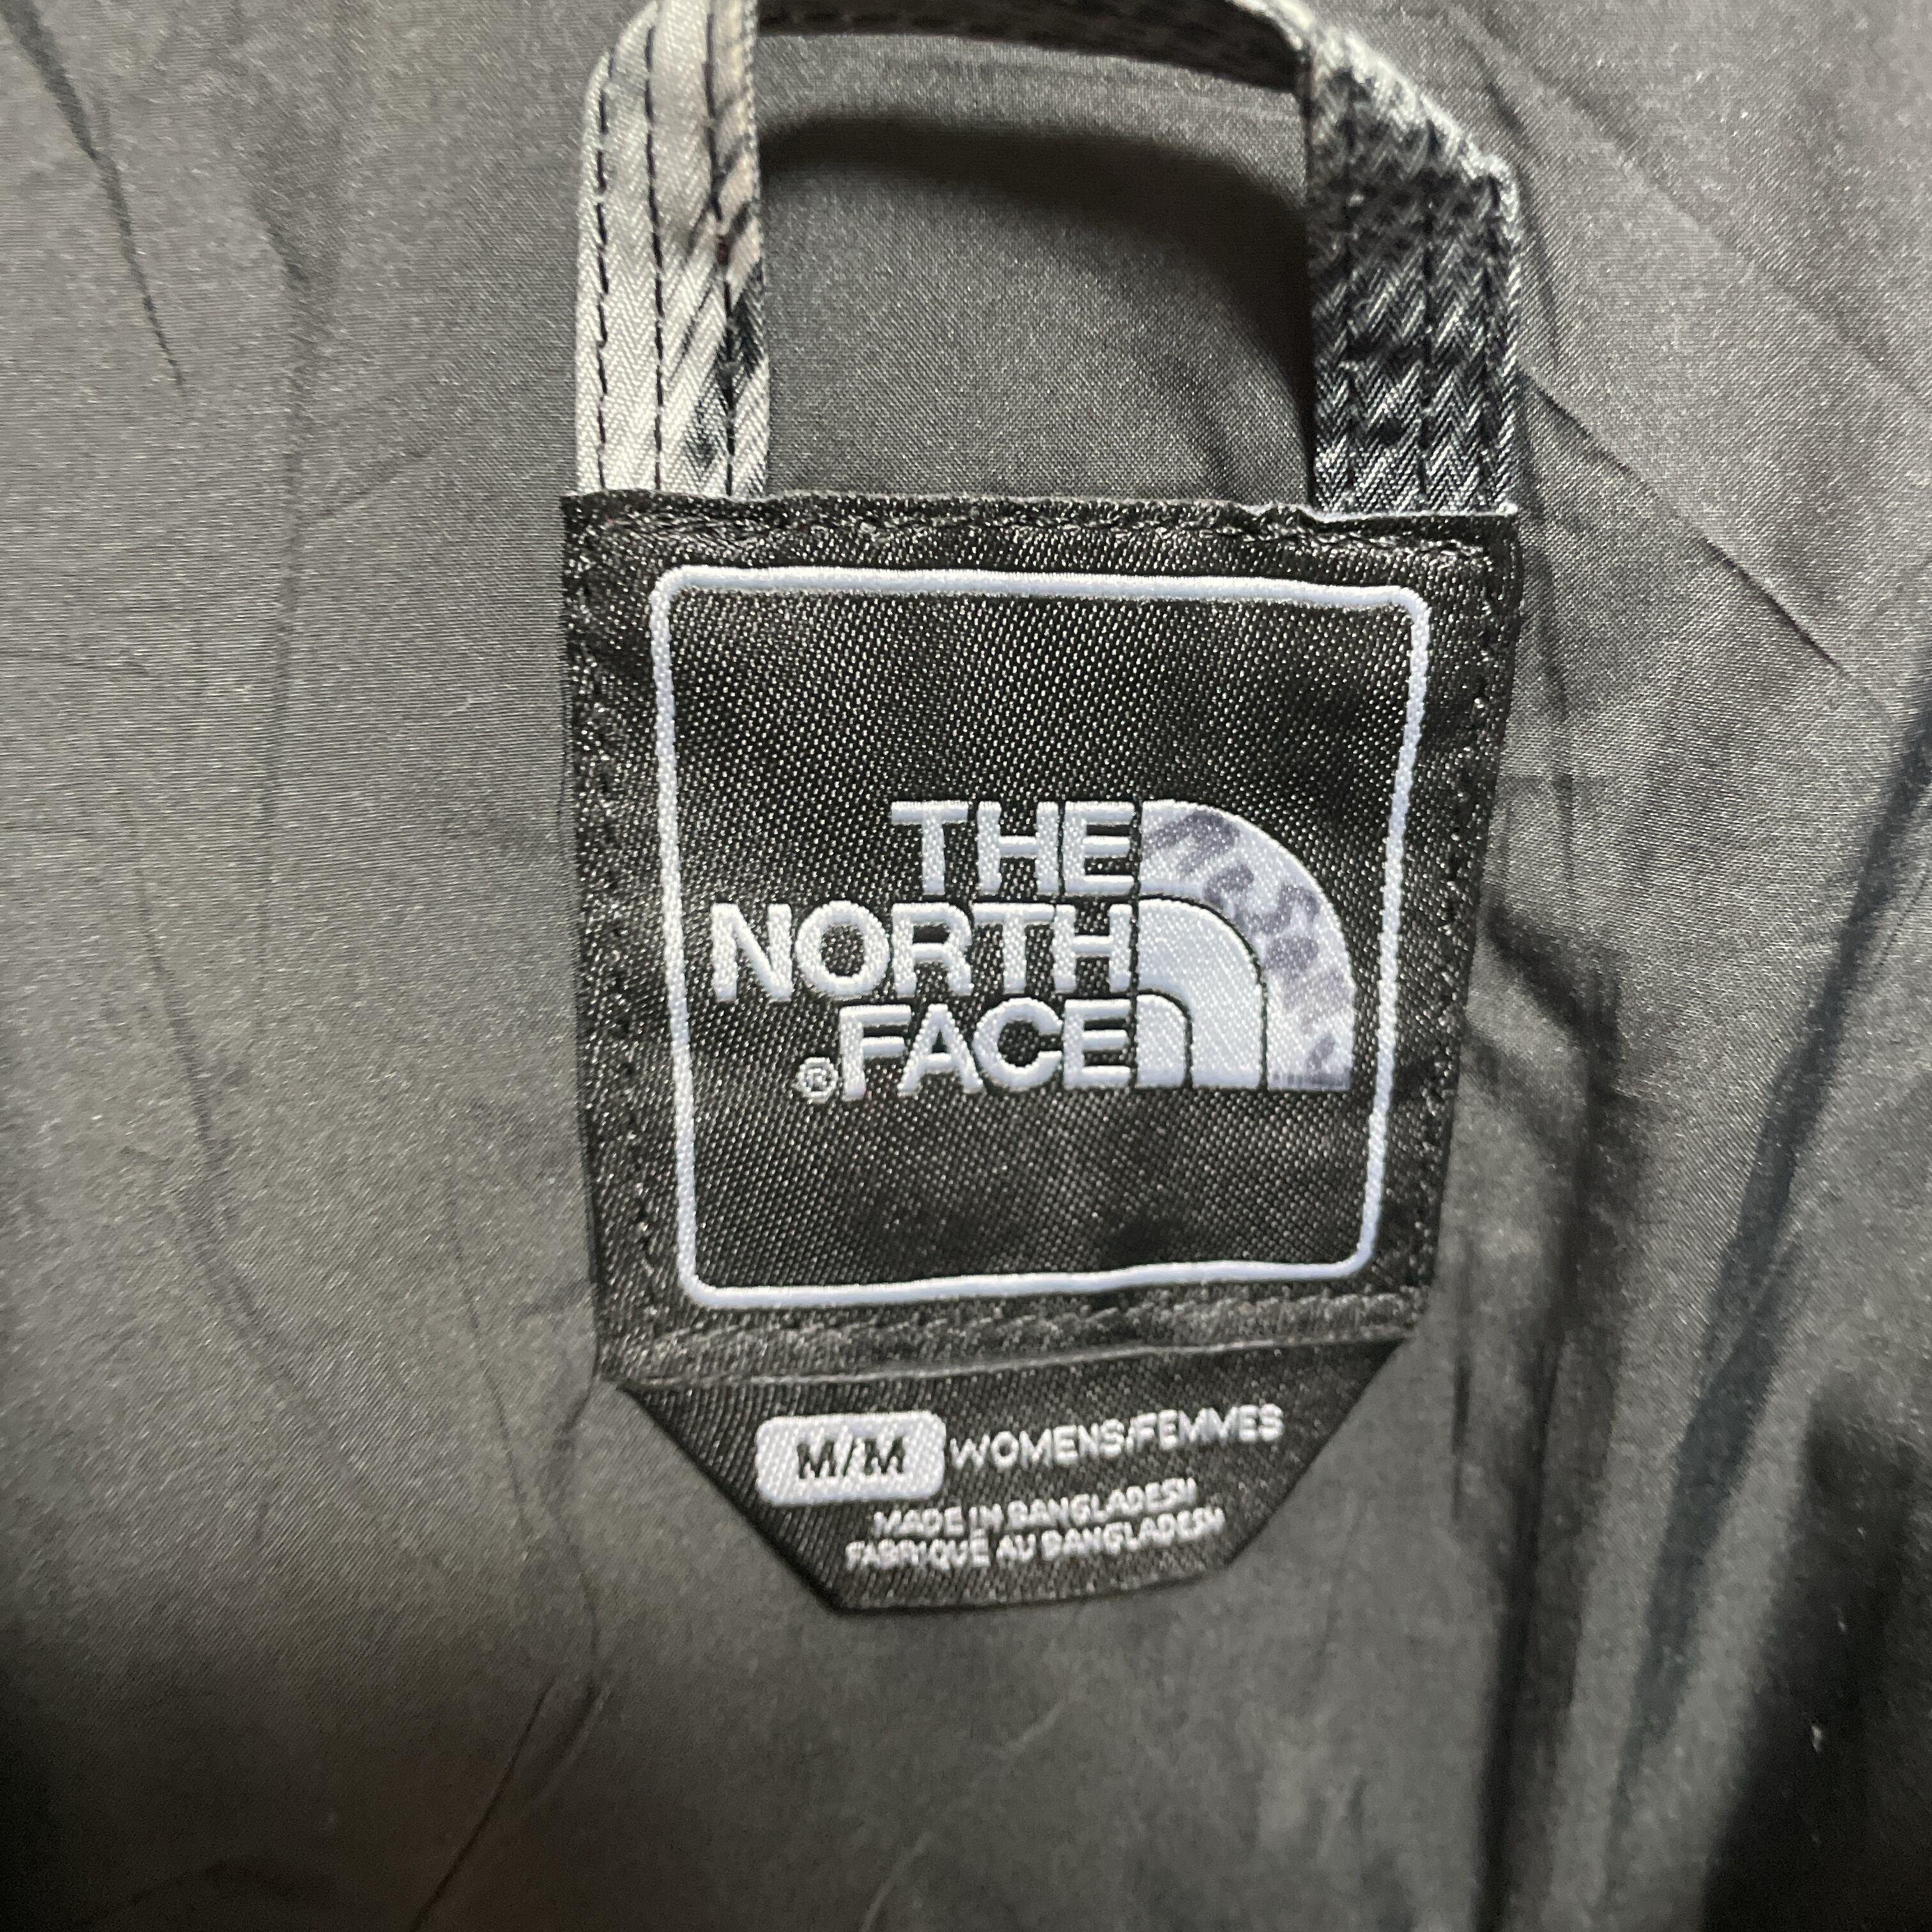 THE
NORTH
FACE
®
M/M WOMENS/FEMMES
MADE IN BANGLADESH
FABRIQUÉ AU BANGLADESH